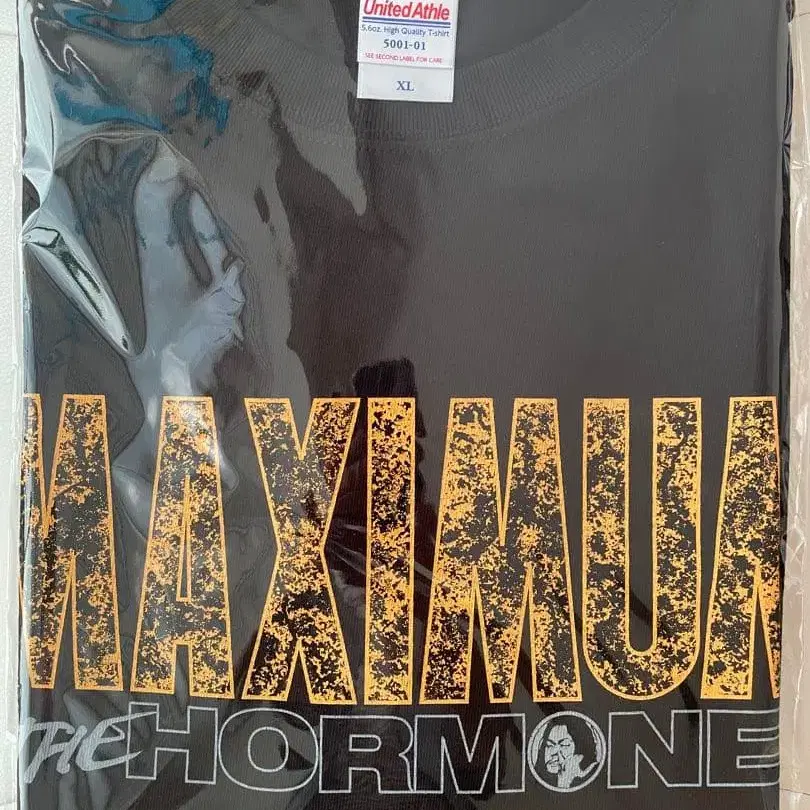 United Athle
5.6oz. High Quality T-shirt
5001-01
SEE SECOND LABEL FOR CARE
XL
MAXIMUM
THE HORMONE